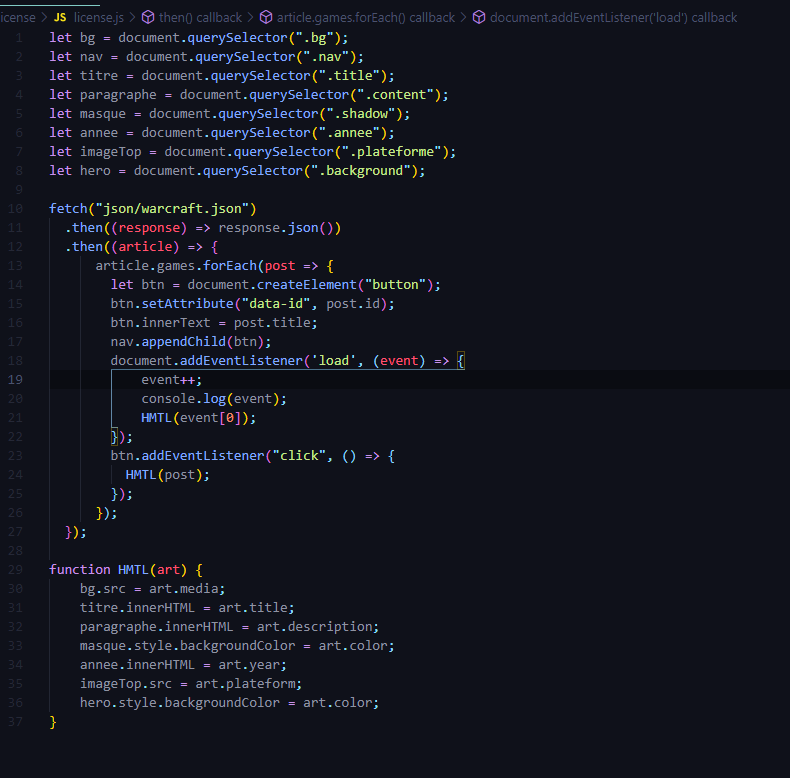 icense > JS license.js > then() callback > article.games.forEach() callback > document.addEventListener('load') callback
1 let bg = document.querySelector(".bg");
2 let nav = document.querySelector(".nav");
3 let titre = document.querySelector(".title");
4 let paragraphe = document.querySelector(".content");
5 let masque = document.querySelector(".shadow");
6 let annee = document.querySelector(".annee");
7 let imageTop = document.querySelector(".plateforme");
8 let hero = document.querySelector(".background");
9
10 fetch("json/warcraft.json")
11 .then((response) => response.json())
12 .then((article) => {
13 article.games.forEach(post => {
14 let btn = document.createElement("button");
15 btn.setAttribute("data-id", post.id);
16 btn.innerText = post.title;
17 nav.appendChild(btn);
18 document.addEventListener('load', (event) => {
19 event++;
20 console.log(event);
21 HMTL(event[0]);
22 });
23 btn.addEventListener("click", () => {
24 HMTL(post);
25 });
26 });
27 });
28
29 function HMTL(art) {
30 bg.src = art.media;
31 titre.innerHTML = art.title;
32 paragraphe.innerHTML = art.description;
33 masque.style.backgroundColor = art.color;
34 annee.innerHTML = art.year;
35 imageTop.src = art.plateform;
36 hero.style.backgroundColor = art.color;
37 }